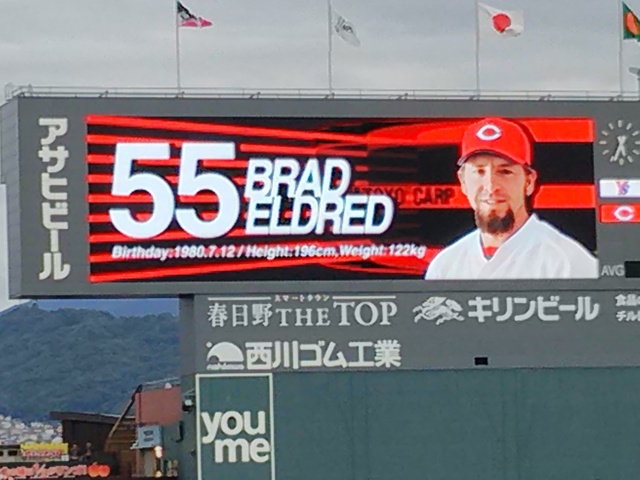 アサヒビール
55 BRAD
ELDRED
CARP
Birthday:1980.7.12 / Height:196cm,Weight:122kg
C
C
AVG
スマートタウン
春日野 THE TOP
キリンビール
西川ゴム工業
you
me